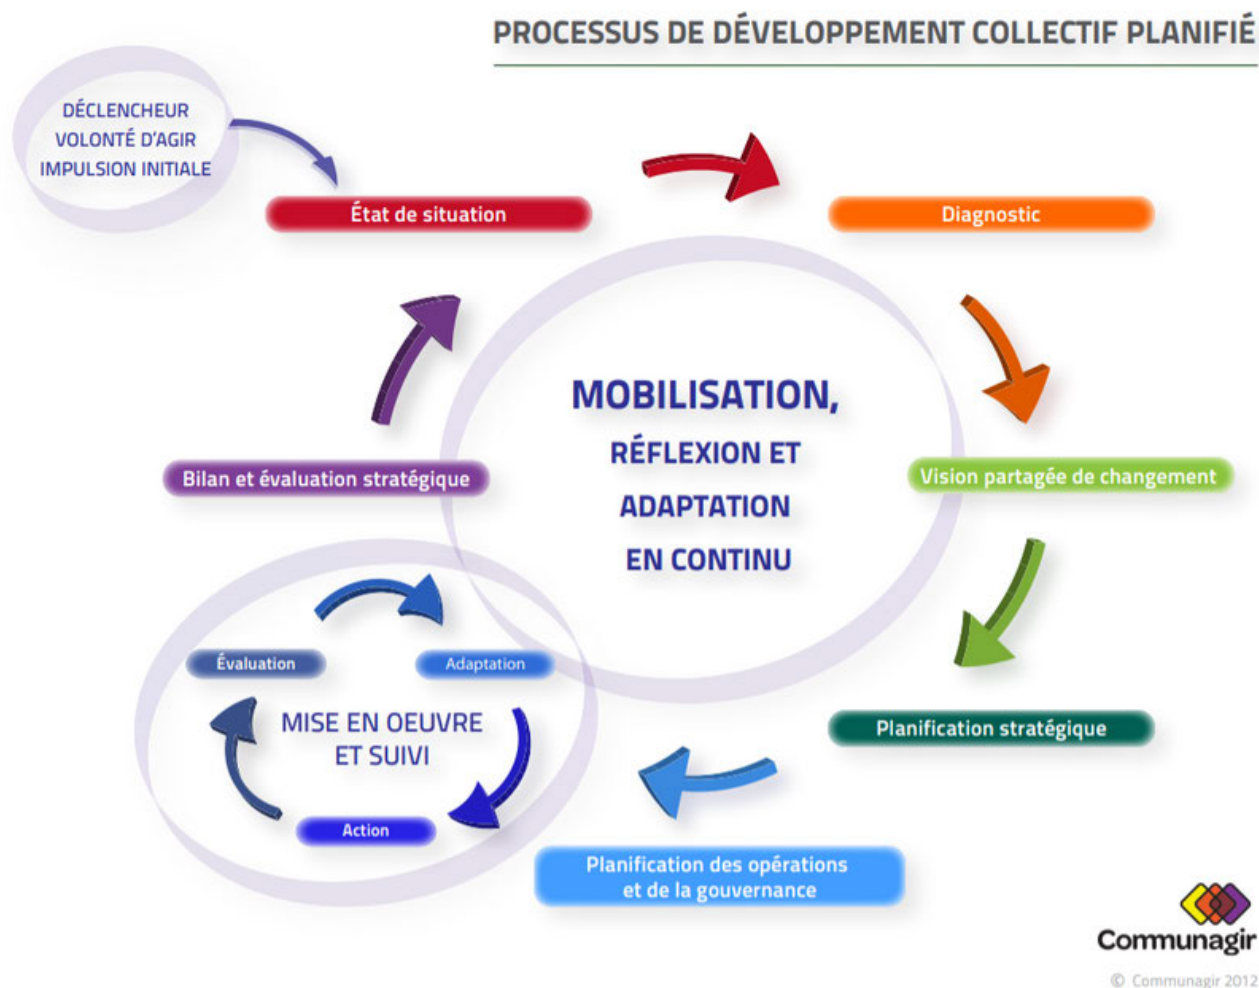 PROCESSUS DE DÉVELOPPEMENT COLLECTIF PLANIFIÉ
DÉCLENCHEUR
VOLONTÉ D'AGIR
IMPULSION INITIALE
État de situation
Diagnostic
MOBILISATION,
RÉFLEXION ET
ADAPTATION
EN CONTINU
Bilan et évaluation stratégique
Vision partagée de changement
Évaluation
Adaptation
MISE EN OEUVRE
ET SUIVI
Action
Planification stratégique
Planification des opérations
et de la gouvernance
Communagir
© Communagir 2012